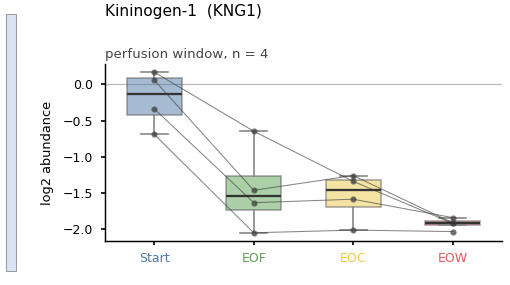 Kininogen-1 (KNG1)
perfusion window, n = 4
log2 abundance
0.0
−0.5
−1.0
−1.5
−2.0
Start EOF EOC EOW